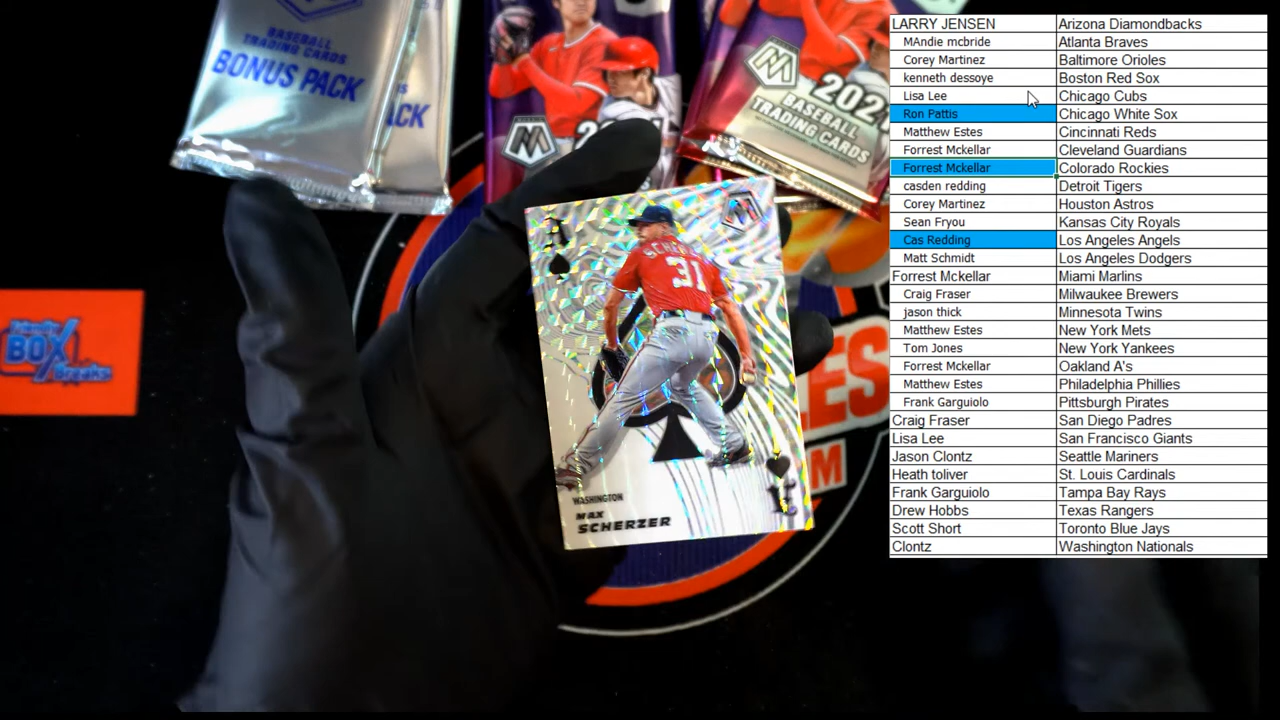 BASEBALL
TRADING CARDS
BONUS PACK
CK
MOSAIC
BASEBALL
TRADING CARDS
31
WASHINGTON
MAX
SCHERZER
Friendly
BOX
Breaks
LARRY JENSEN Arizona Diamondbacks
MAndie mcbride Atlanta Braves
Corey Martinez Baltimore Orioles
kenneth dessoye Boston Red Sox
Lisa Lee Chicago Cubs
Ron Pattis Chicago White Sox
Matthew Estes Cincinnati Reds
Forrest Mckellar Cleveland Guardians
Forrest Mckellar Colorado Rockies
casden redding Detroit Tigers
Corey Martinez Houston Astros
Sean Fryou Kansas City Royals
Cas Redding Los Angeles Angels
Matt Schmidt Los Angeles Dodgers
Forrest Mckellar Miami Marlins
Craig Fraser Milwaukee Brewers
jason thick Minnesota Twins
Matthew Estes New York Mets
Tom Jones New York Yankees
Forrest Mckellar Oakland A's
Matthew Estes Philadelphia Phillies
Frank Garguiolo Pittsburgh Pirates
Craig Fraser San Diego Padres
Lisa Lee San Francisco Giants
Jason Clontz Seattle Mariners
Heath toliver St. Louis Cardinals
Frank Garguiolo Tampa Bay Rays
Drew Hobbs Texas Rangers
Scott Short Toronto Blue Jays
Clontz Washington Nationals